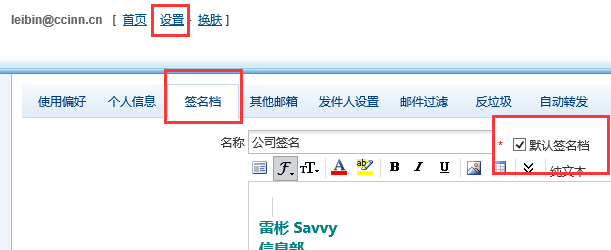 leibin@ccinn.cn [ 首页 设置 - 换肤 ]
使用偏好 个人信息 签名档 其他邮箱 发件人设置 邮件过滤 反垃圾 自动转发
名称 公司签名 * 默认签名档
F TT A ab B I U 纯文本
雷彬 Savvy
信息部